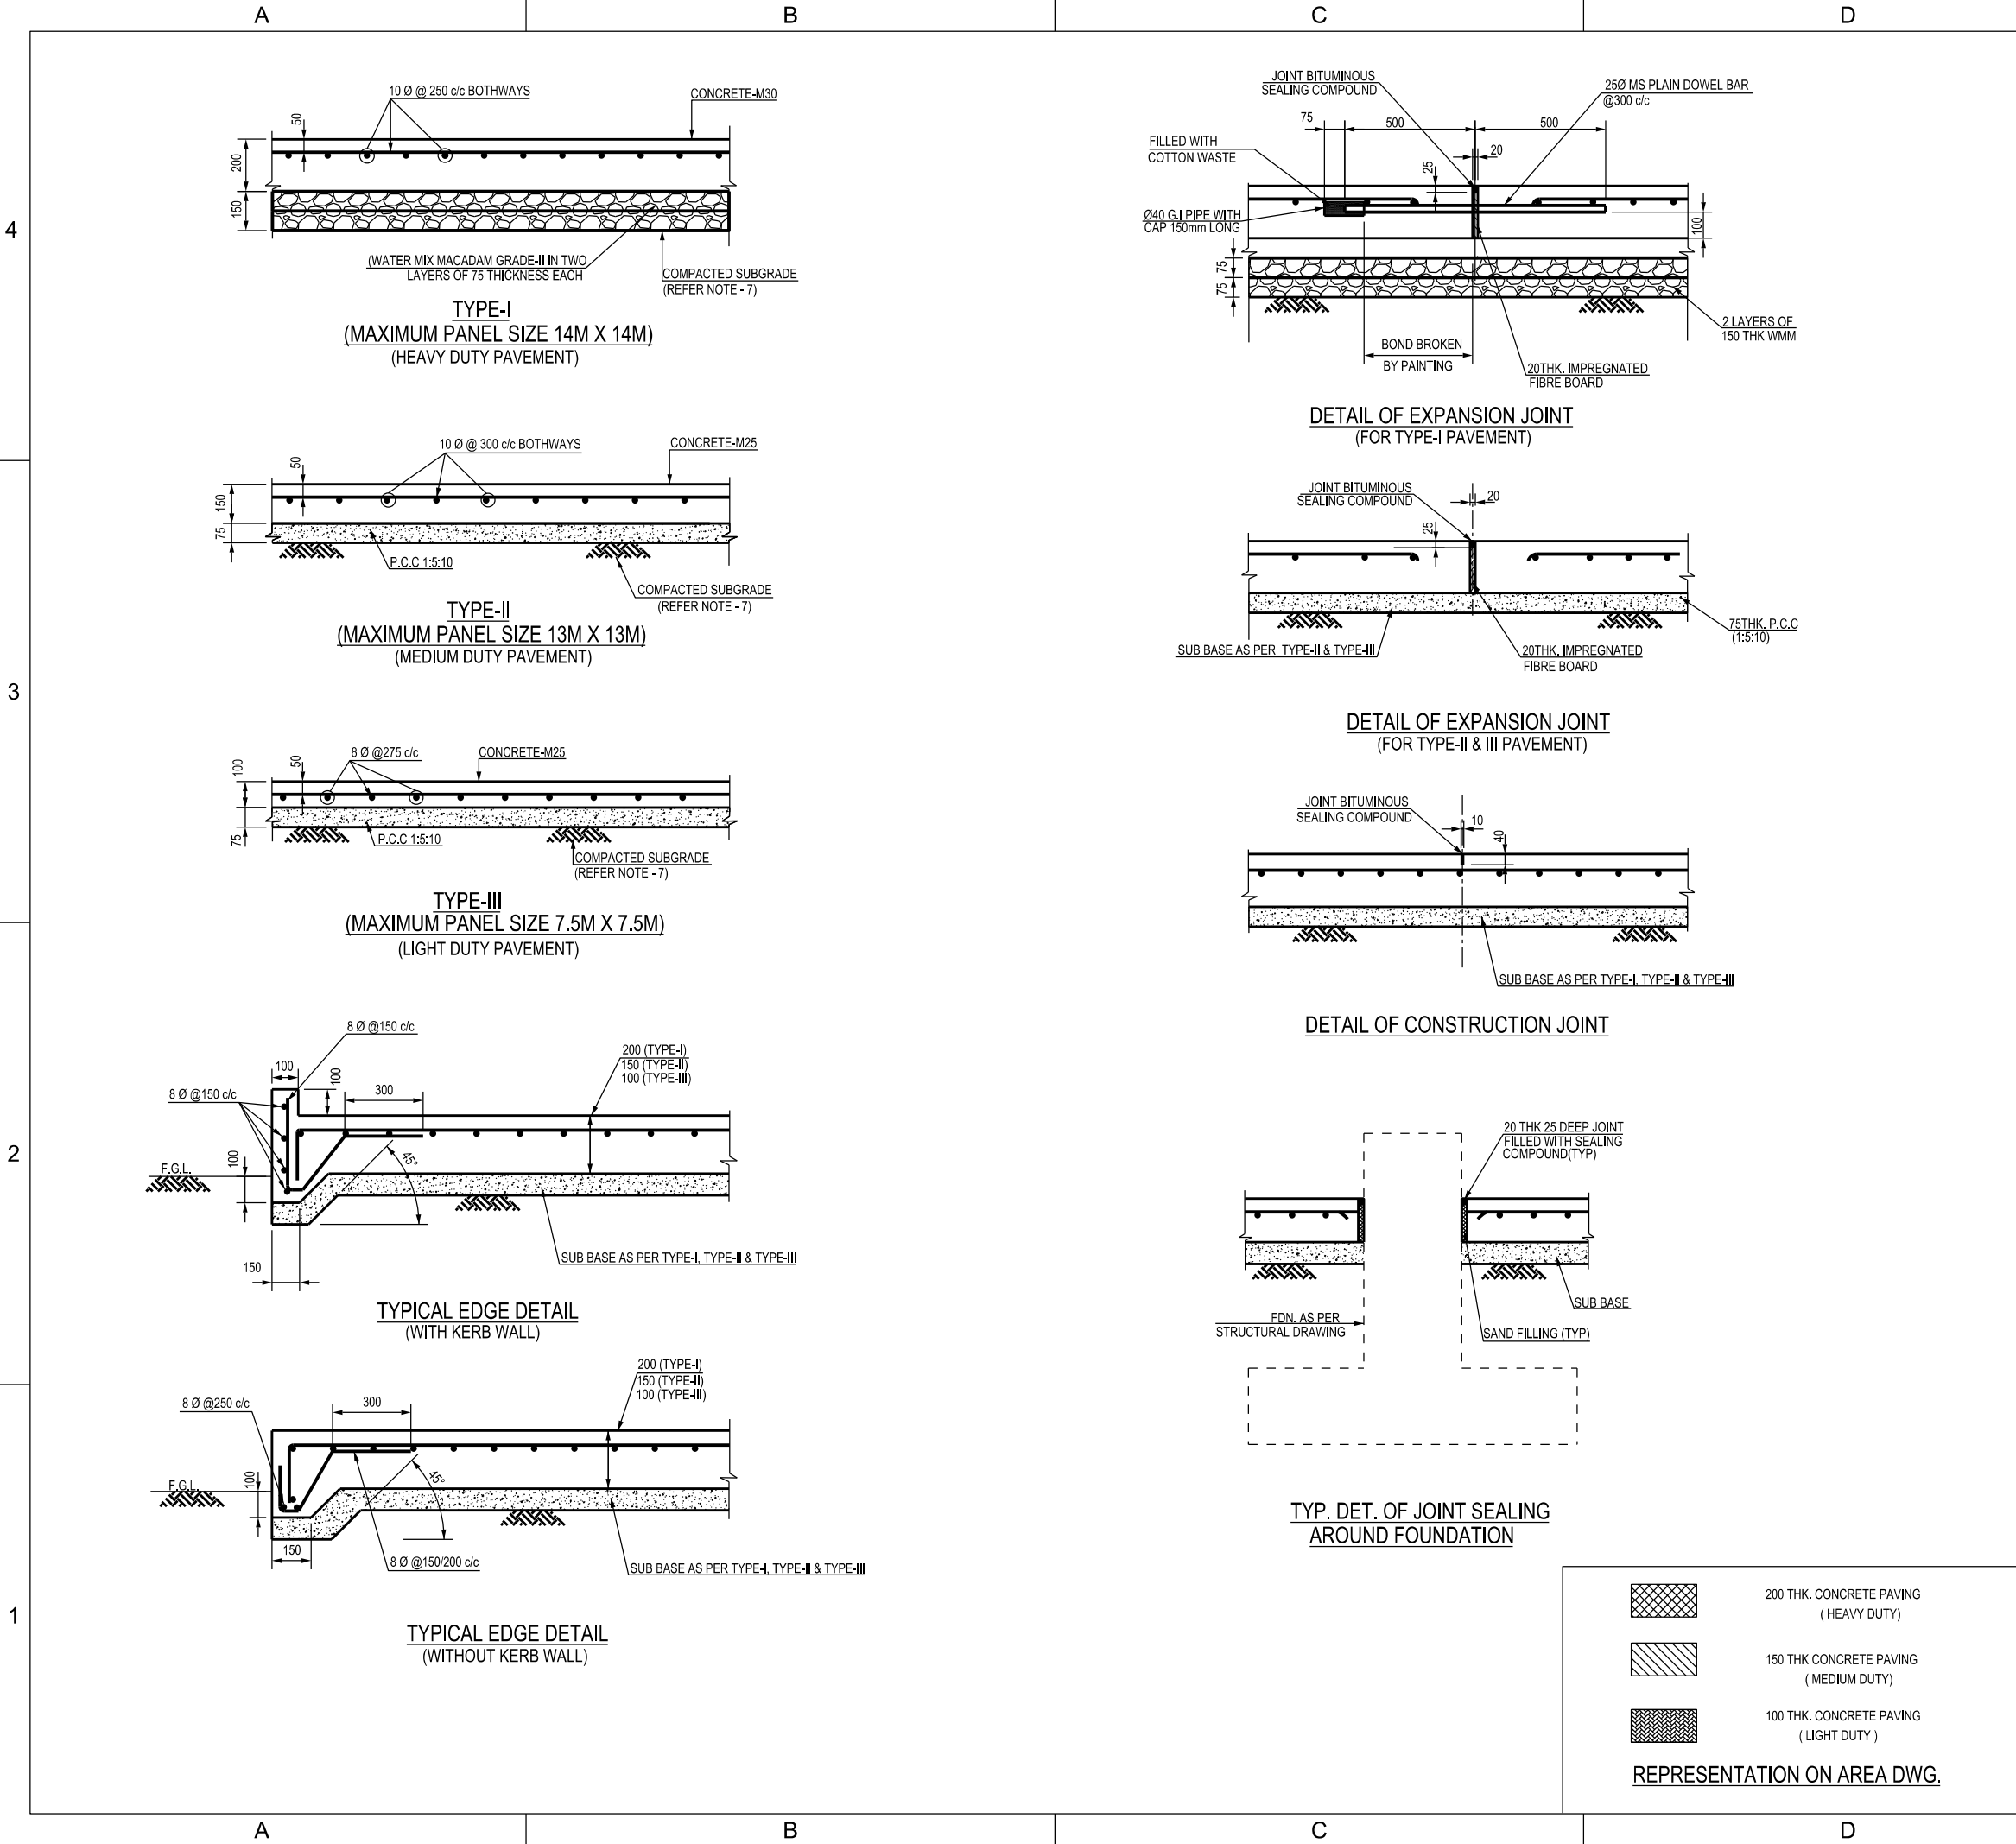 A
B
C
D
4
3
2
1
10 Ø @ 250 c/c BOTHWAYS
CONCRETE-M30
50
200
150
(WATER MIX MACADAM GRADE-II IN TWO
LAYERS OF 75 THICKNESS EACH
COMPACTED SUBGRADE
(REFER NOTE - 7)
TYPE-I
(MAXIMUM PANEL SIZE 14M X 14M)
(HEAVY DUTY PAVEMENT)
10 Ø @ 300 c/c BOTHWAYS
CONCRETE-M25
50
150
75
P.C.C 1:5:10
COMPACTED SUBGRADE
(REFER NOTE - 7)
TYPE-II
(MAXIMUM PANEL SIZE 13M X 13M)
(MEDIUM DUTY PAVEMENT)
8 Ø @275 c/c
CONCRETE-M25
50
100
75
P.C.C 1:5:10
COMPACTED SUBGRADE
(REFER NOTE - 7)
TYPE-III
(MAXIMUM PANEL SIZE 7.5M X 7.5M)
(LIGHT DUTY PAVEMENT)
8 Ø @150 c/c
100
100
300
8 Ø @150 c/c
200 (TYPE-I)
150 (TYPE-II)
100 (TYPE-III)
F.G.L.
100
45°
150
SUB BASE AS PER TYPE-I, TYPE-II & TYPE-III
TYPICAL EDGE DETAIL
(WITH KERB WALL)
200 (TYPE-I)
150 (TYPE-II)
100 (TYPE-III)
8 Ø @250 c/c
300
F.G.L.
100
45°
150
8 Ø @150/200 c/c
SUB BASE AS PER TYPE-I, TYPE-II & TYPE-III
TYPICAL EDGE DETAIL
(WITHOUT KERB WALL)
JOINT BITUMINOUS
SEALING COMPOUND
25Ø MS PLAIN DOWEL BAR
@300 c/c
75
500
500
FILLED WITH
COTTON WASTE
25
20
Ø40 G.I PIPE WITH
CAP 150mm LONG
100
75
75
2 LAYERS OF
150 THK WMM
BOND BROKEN
BY PAINTING
20THK. IMPREGNATED
FIBRE BOARD
DETAIL OF EXPANSION JOINT
(FOR TYPE-I PAVEMENT)
JOINT BITUMINOUS
SEALING COMPOUND
20
25
75THK. P.C.C
(1:5:10)
SUB BASE AS PER TYPE-II & TYPE-III
20THK. IMPREGNATED
FIBRE BOARD
DETAIL OF EXPANSION JOINT
(FOR TYPE-II & III PAVEMENT)
JOINT BITUMINOUS
SEALING COMPOUND
10
40
SUB BASE AS PER TYPE-I, TYPE-II & TYPE-III
DETAIL OF CONSTRUCTION JOINT
20 THK 25 DEEP JOINT
FILLED WITH SEALING
COMPOUND(TYP)
SUB BASE
FDN. AS PER
STRUCTURAL DRAWING
SAND FILLING (TYP)
TYP. DET. OF JOINT SEALING
AROUND FOUNDATION
200 THK. CONCRETE PAVING
( HEAVY DUTY)
150 THK CONCRETE PAVING
( MEDIUM DUTY)
100 THK. CONCRETE PAVING
( LIGHT DUTY )
REPRESENTATION ON AREA DWG.
A
B
C
D